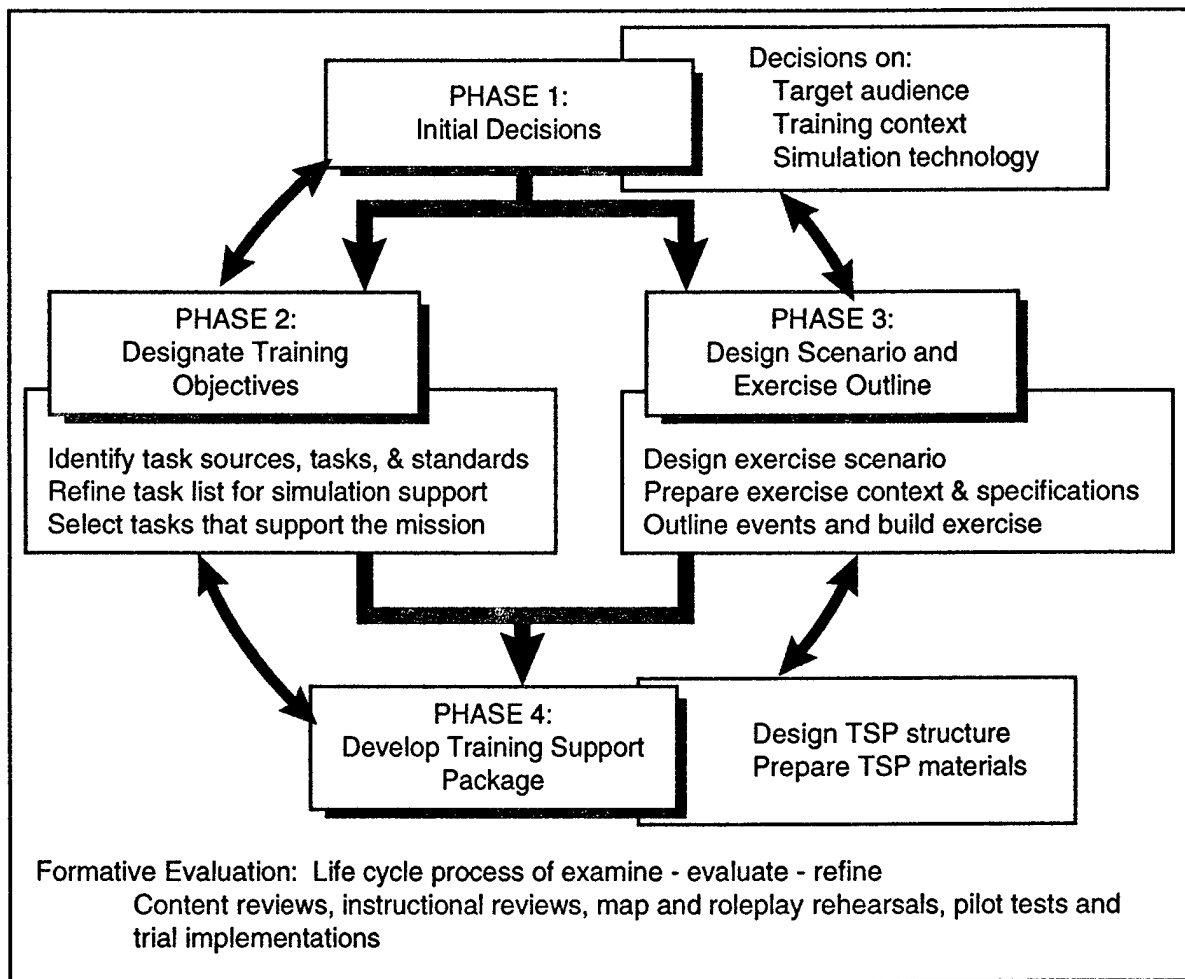 PHASE 1:
Initial Decisions
Decisions on:
Target audience
Training context
Simulation technology
PHASE 2:
Designate Training
Objectives
Identify task sources, tasks, & standards
Refine task list for simulation support
Select tasks that support the mission
PHASE 3:
Design Scenario and
Exercise Outline
Design exercise scenario
Prepare exercise context & specifications
Outline events and build exercise
PHASE 4:
Develop Training Support
Package
Design TSP structure
Prepare TSP materials
Formative Evaluation: Life cycle process of examine - evaluate - refine
Content reviews, instructional reviews, map and roleplay rehearsals, pilot tests and
trial implementations